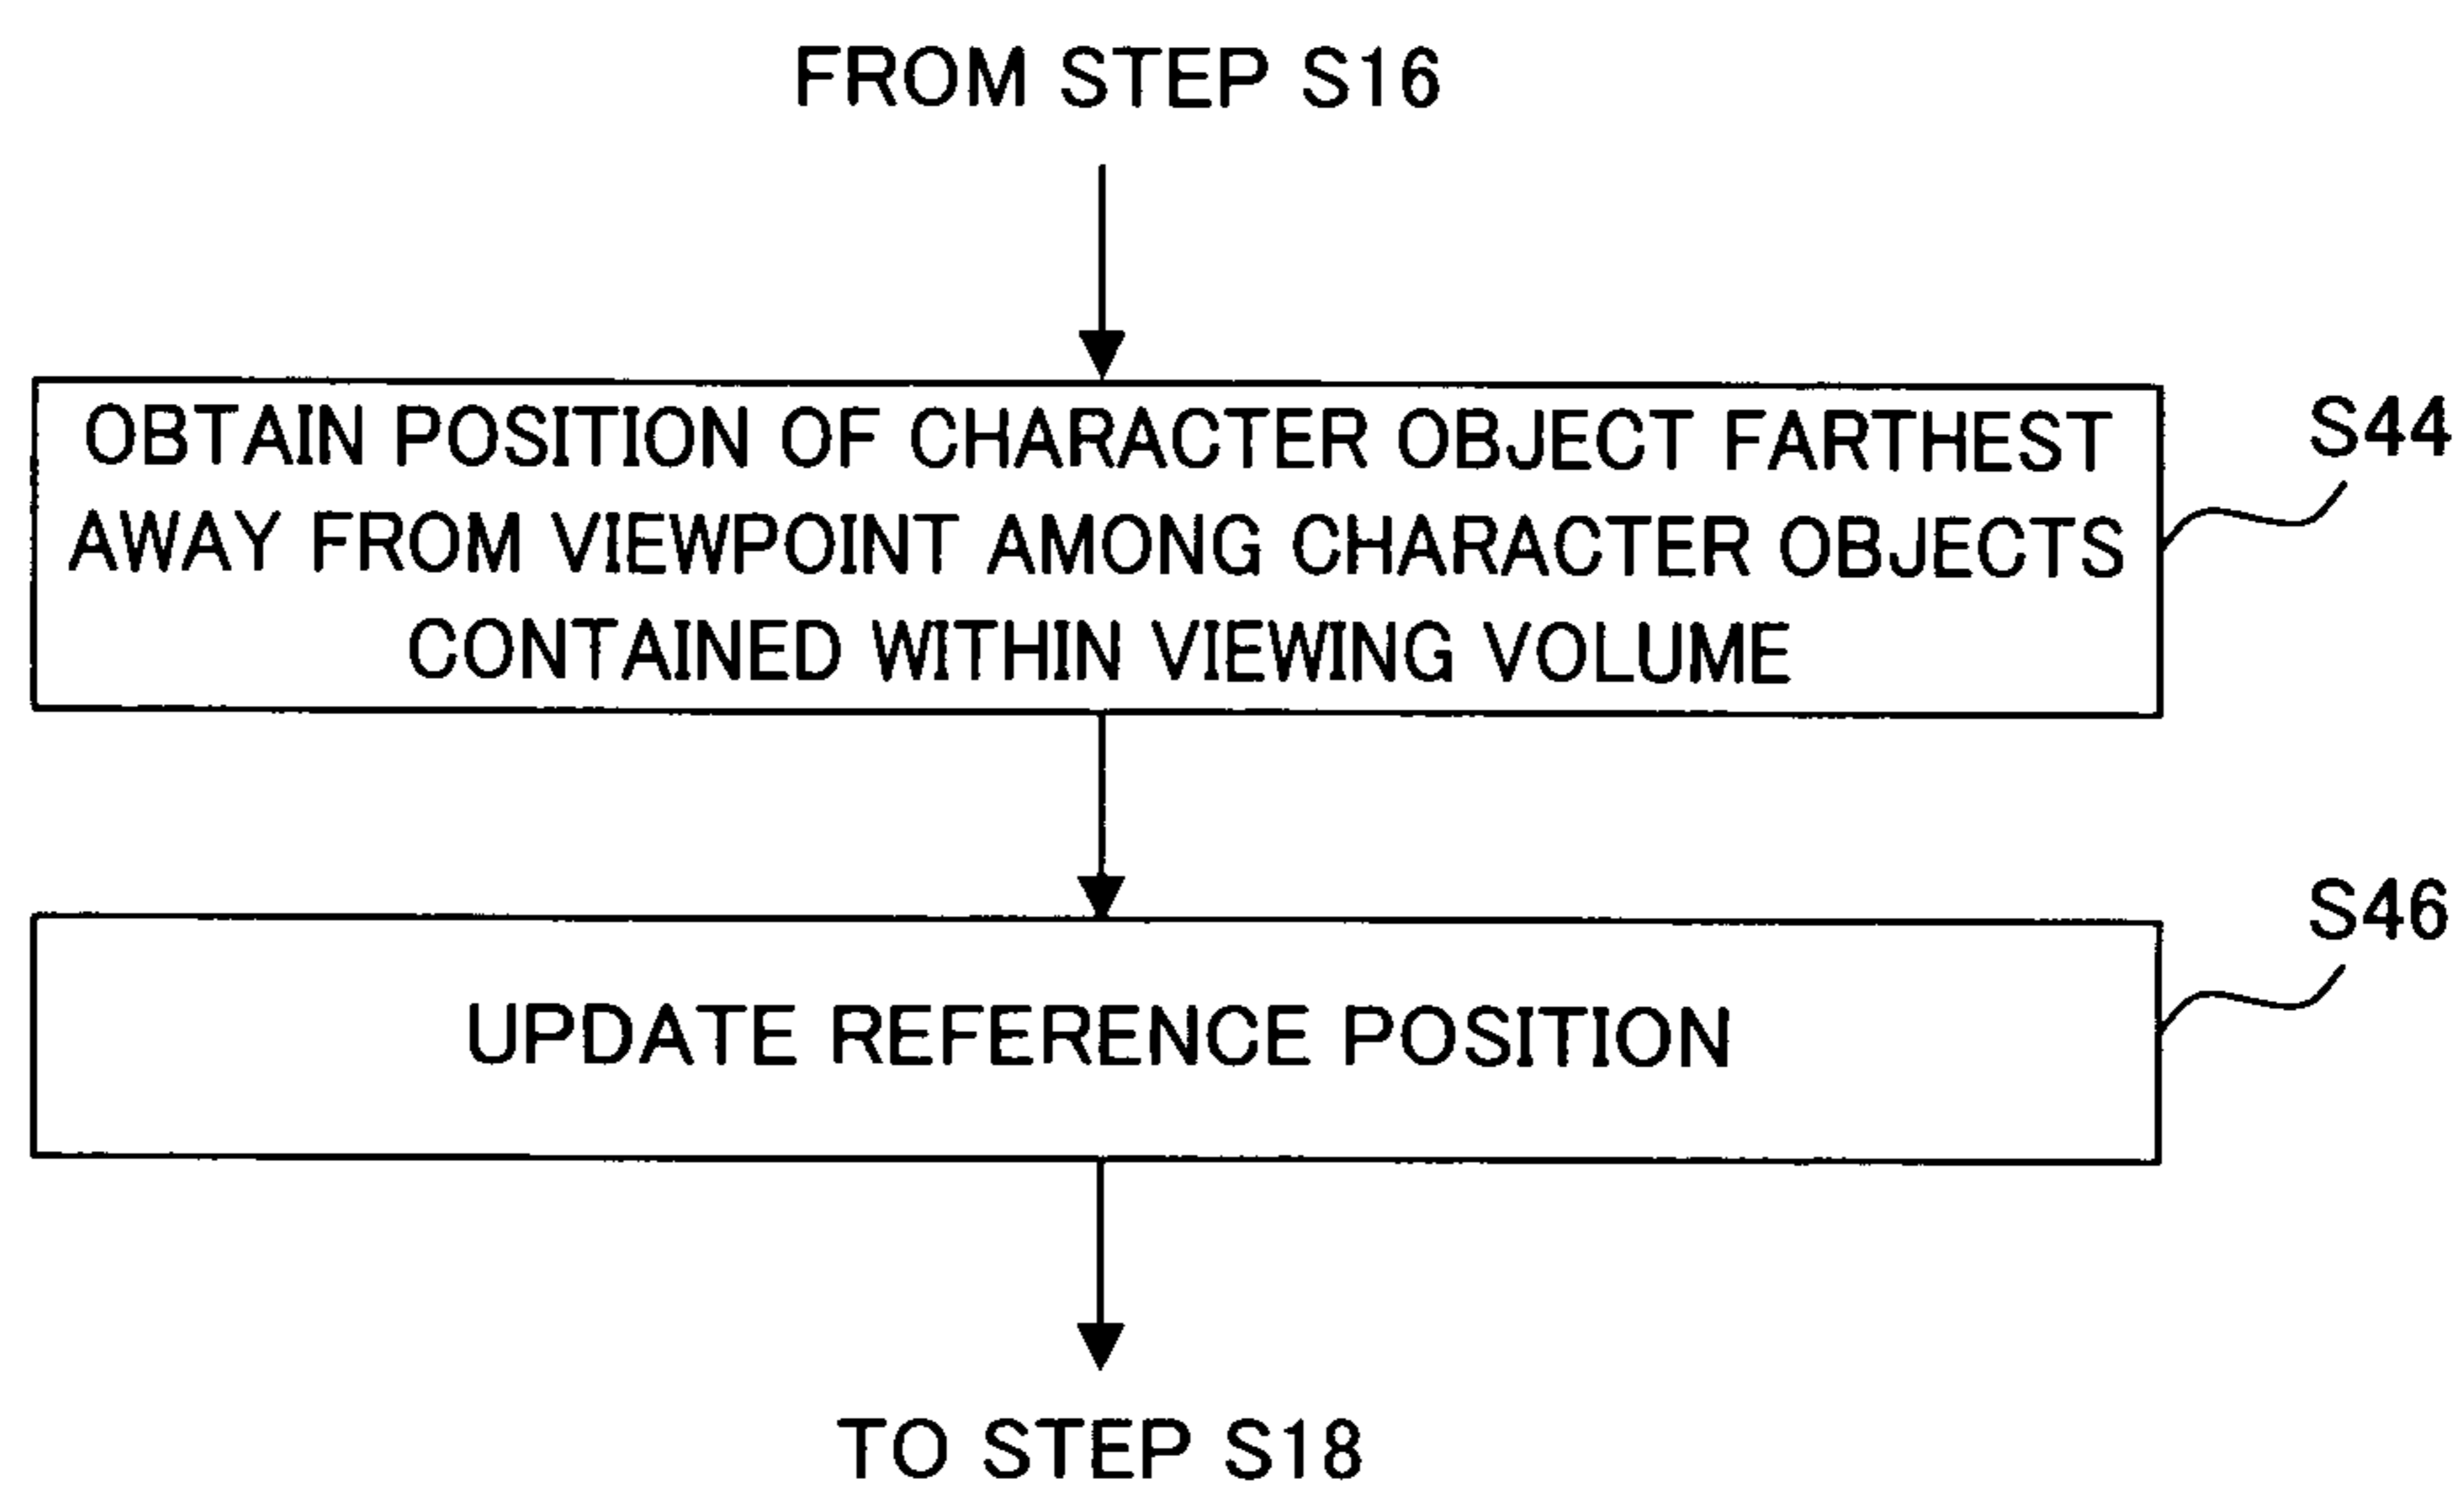 FROM STEP S16
OBTAIN POSITION OF CHARACTER OBJECT FARTHEST
AWAY FROM VIEWPOINT AMONG CHARACTER OBJECTS
CONTAINED WITHIN VIEWING VOLUME
S44
UPDATE REFERENCE POSITION
S46
TO STEP S18